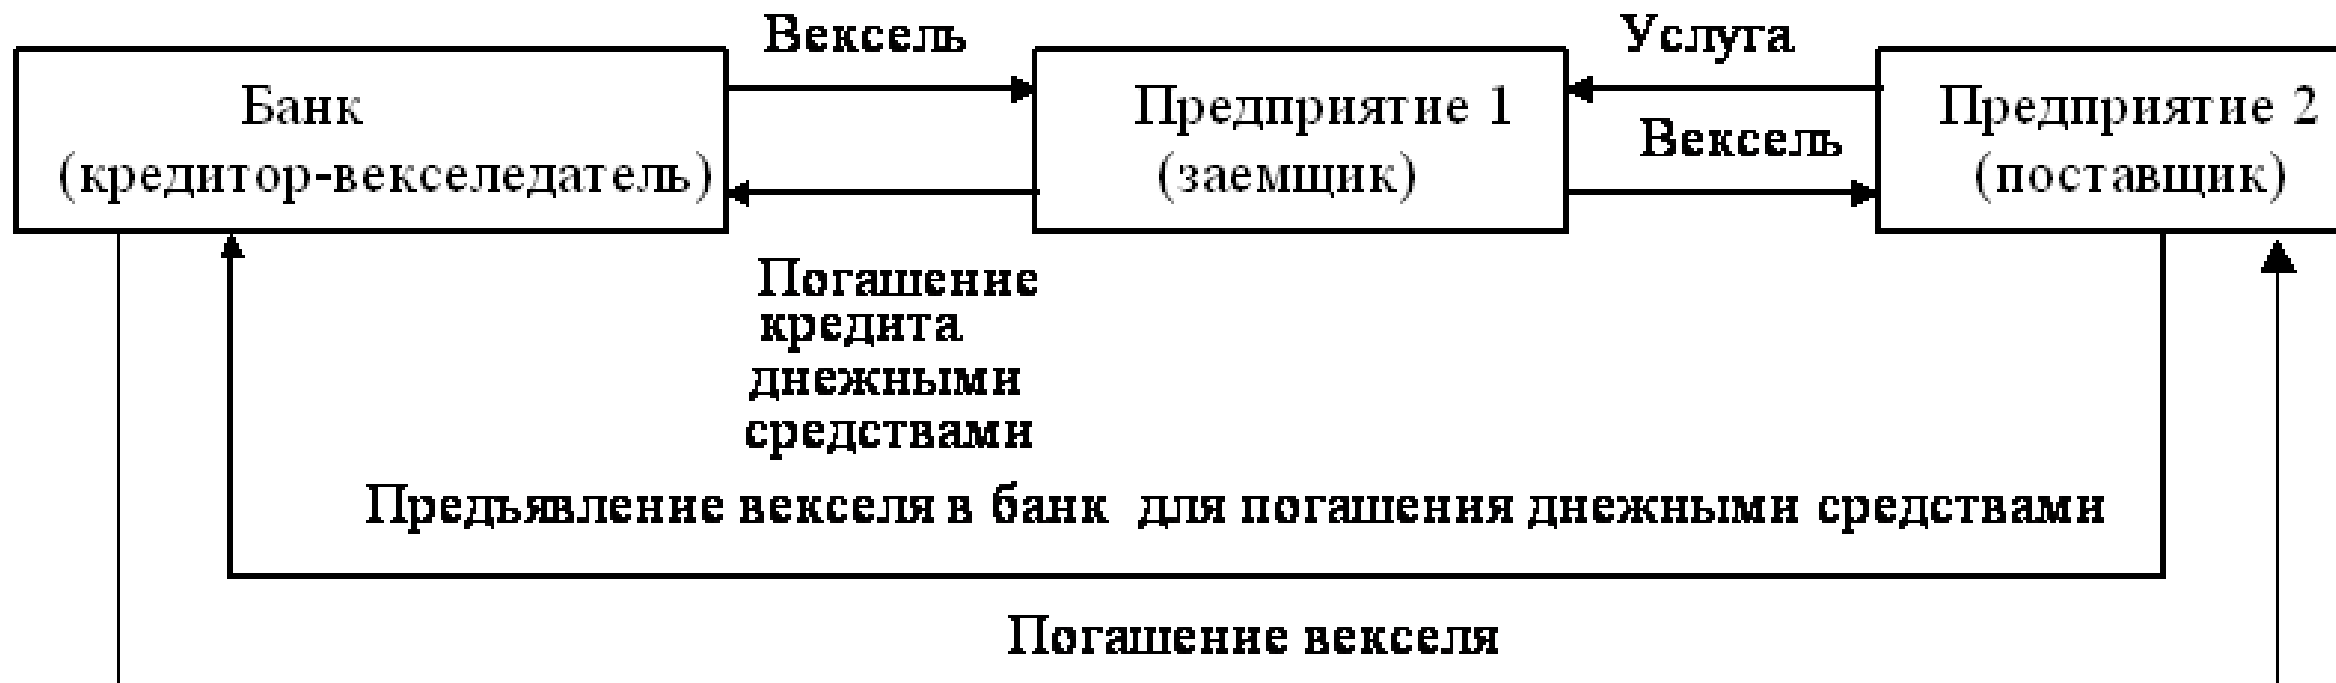 Вексель
Услуга
Банк
(кредитор-векселедатель)
Предприятие 1
(заемщик)
Вексель
Предприятие 2
(поставщик)
Погашение
кредита
днежными
средствами
Предъявление векселя в банк для погашения днежными средствами
Погашение векселя